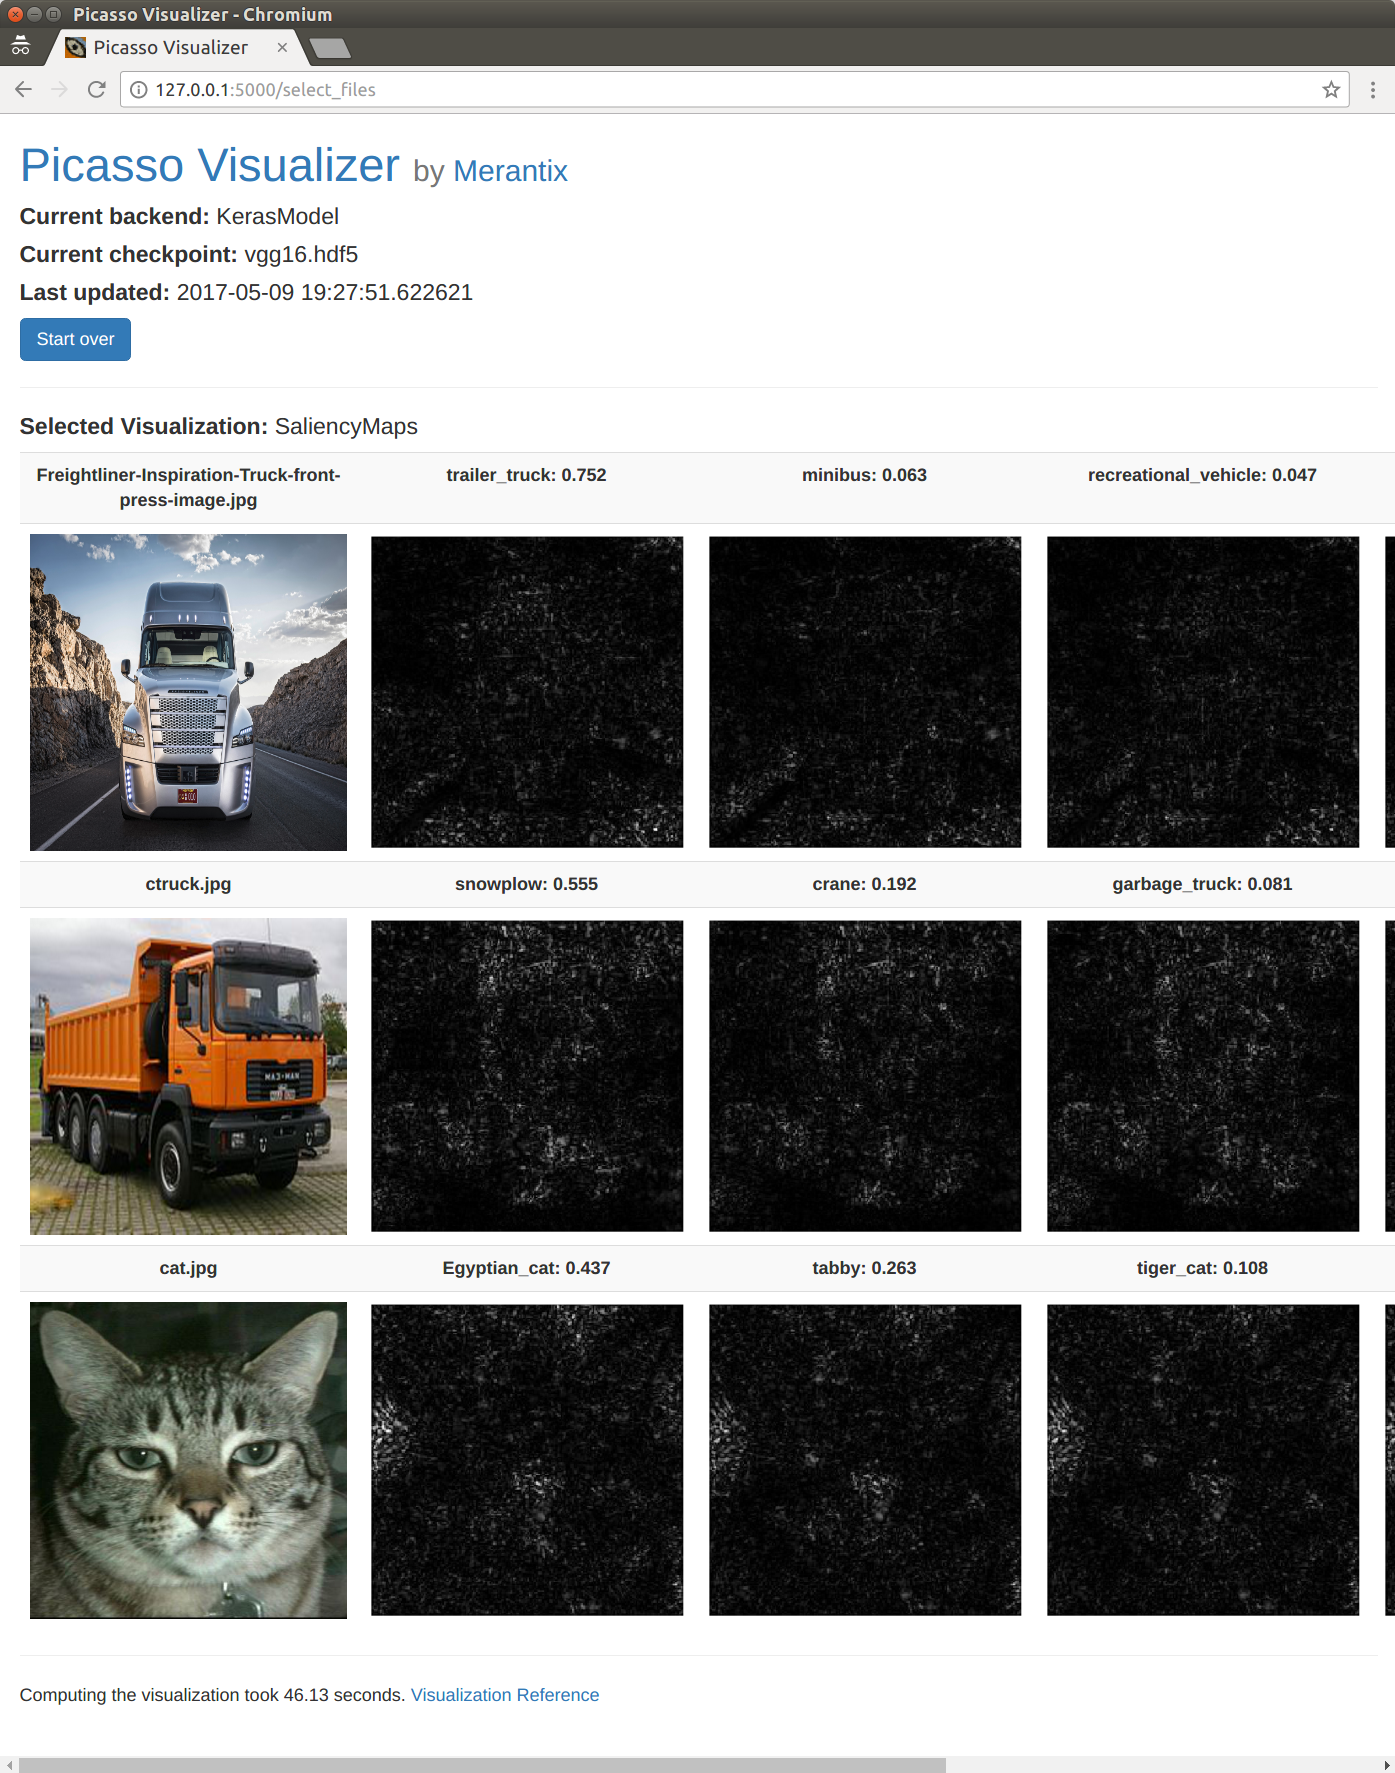 Picasso Visualizer - Chromium
Picasso Visualizer
127.0.0.1:5000/select_files
Picasso Visualizer by Merantix
Current backend: KerasModel
Current checkpoint: vgg16.hdf5
Last updated: 2017-05-09 19:27:51.622621
Start over
Selected Visualization: SaliencyMaps
Freightliner-Inspiration-Truck-front-
press-image.jpg
trailer_truck: 0.752
minibus: 0.063
recreational_vehicle: 0.047
ctruck.jpg
snowplow: 0.555
crane: 0.192
garbage_truck: 0.081
MAN
cat.jpg
Egyptian_cat: 0.437
tabby: 0.263
tiger_cat: 0.108
Computing the visualization took 46.13 seconds. Visualization Reference